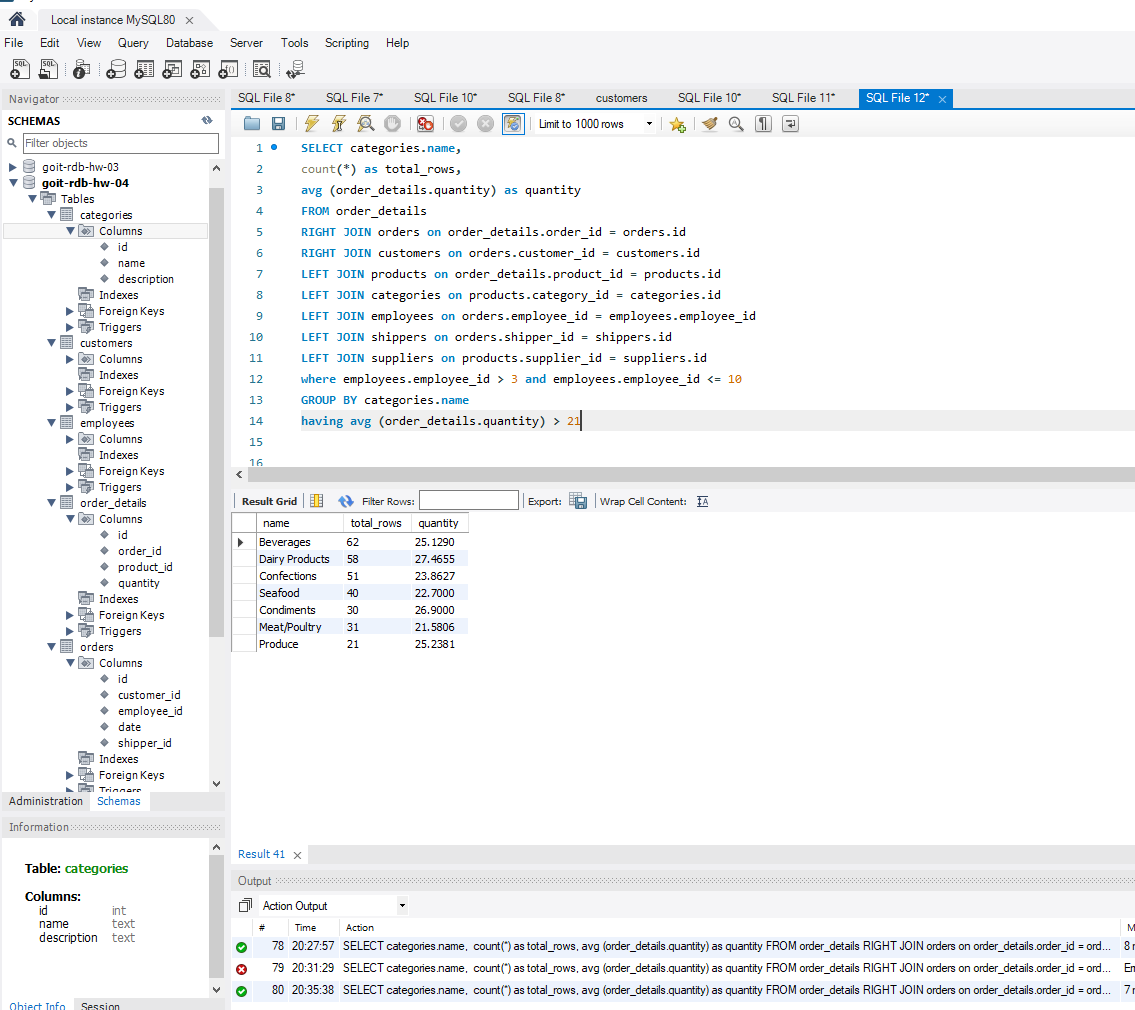 Local instance MySQL80
File Edit View Query Database Server Tools Scripting Help
Navigator
SCHEMAS
Filter objects
goit-rdb-hw-03
goit-rdb-hw-04
Tables
categories
Columns
id
name
description
Indexes
Foreign Keys
Triggers
customers
Columns
Indexes
Foreign Keys
Triggers
employees
Columns
Indexes
Foreign Keys
Triggers
order_details
Columns
id
order_id
product_id
quantity
Indexes
Foreign Keys
Triggers
orders
Columns
id
customer_id
employee_id
date
shipper_id
Indexes
Foreign Keys
Triggers
Administration Schemas
Information
Table: categories
Columns:
id int
name text
description text
Object Info Session
SQL File 8* SQL File 7* SQL File 10* SQL File 8* customers SQL File 10* SQL File 11* SQL File 12*
Limit to 1000 rows
1 SELECT categories.name,
2 count(*) as total_rows,
3 avg (order_details.quantity) as quantity
4 FROM order_details
5 RIGHT JOIN orders on order_details.order_id = orders.id
6 RIGHT JOIN customers on orders.customer_id = customers.id
7 LEFT JOIN products on order_details.product_id = products.id
8 LEFT JOIN categories on products.category_id = categories.id
9 LEFT JOIN employees on orders.employee_id = employees.employee_id
10 LEFT JOIN shippers on orders.shipper_id = shippers.id
11 LEFT JOIN suppliers on products.supplier_id = suppliers.id
12 where employees.employee_id > 3 and employees.employee_id <= 10
13 GROUP BY categories.name
14 having avg (order_details.quantity) > 21
15
16
Result Grid Filter Rows: Export: Wrap Cell Content:
name total_rows quantity
Beverages 62 25.1290
Dairy Products 58 27.4655
Confections 51 23.8627
Seafood 40 22.7000
Condiments 30 26.9000
Meat/Poultry 31 21.5806
Produce 21 25.2381
Result 41
Output
Action Output
# Time Action M
78 20:27:57 SELECT categories.name, count(*) as total_rows, avg (order_details.quantity) as quantity FROM order_details RIGHT JOIN orders on order_details.order_id = ord... 8 r
79 20:31:29 SELECT categories.name, count(*) as total_rows, avg (order_details.quantity) as quantity FROM order_details RIGHT JOIN orders on order_details.order_id = ord... En
80 20:35:38 SELECT categories.name, count(*) as total_rows, avg (order_details.quantity) as quantity FROM order_details RIGHT JOIN orders on order_details.order_id = ord... 7 r